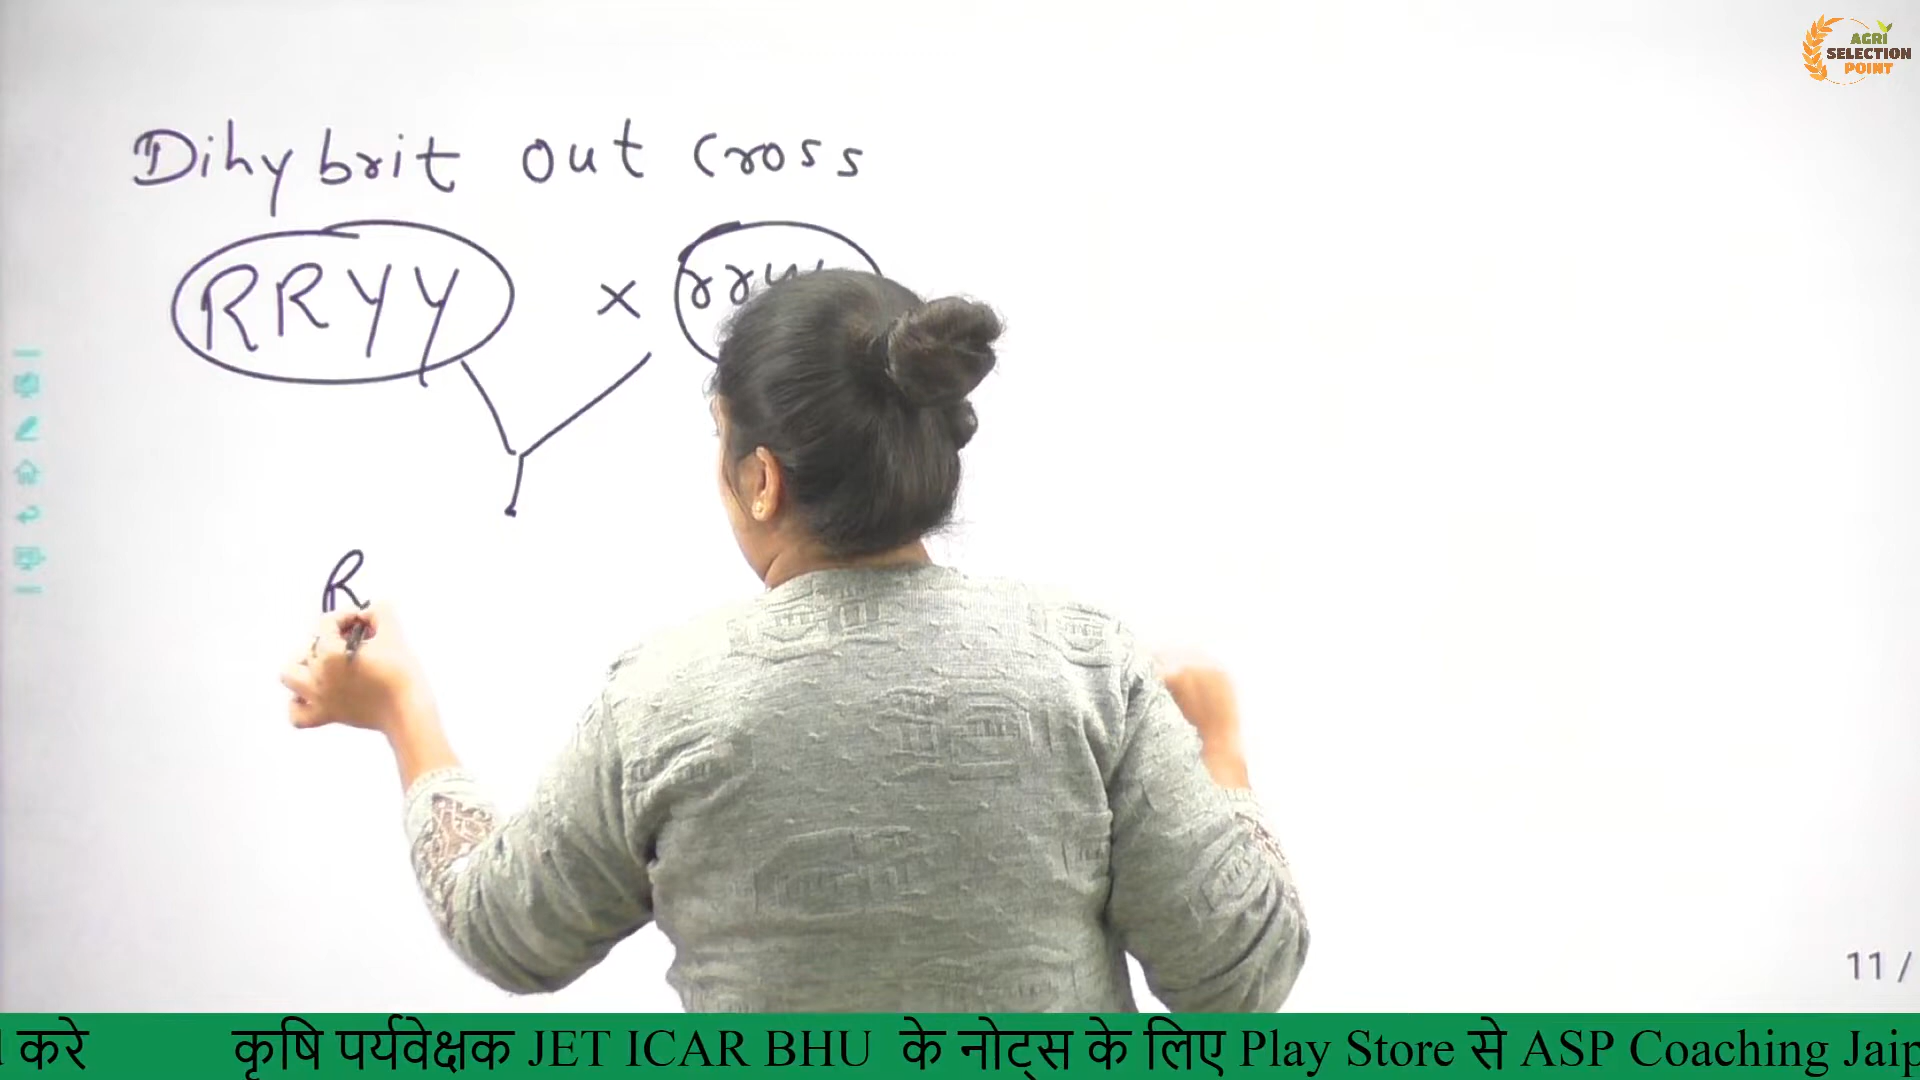 AGRI
SELECTION
POINT
Dihybrit out cross
RRYY × rr
R
11 /
करे कृषि पर्यवेक्षक JET ICAR BHU के नोट्स के लिए Play Store से ASP Coaching